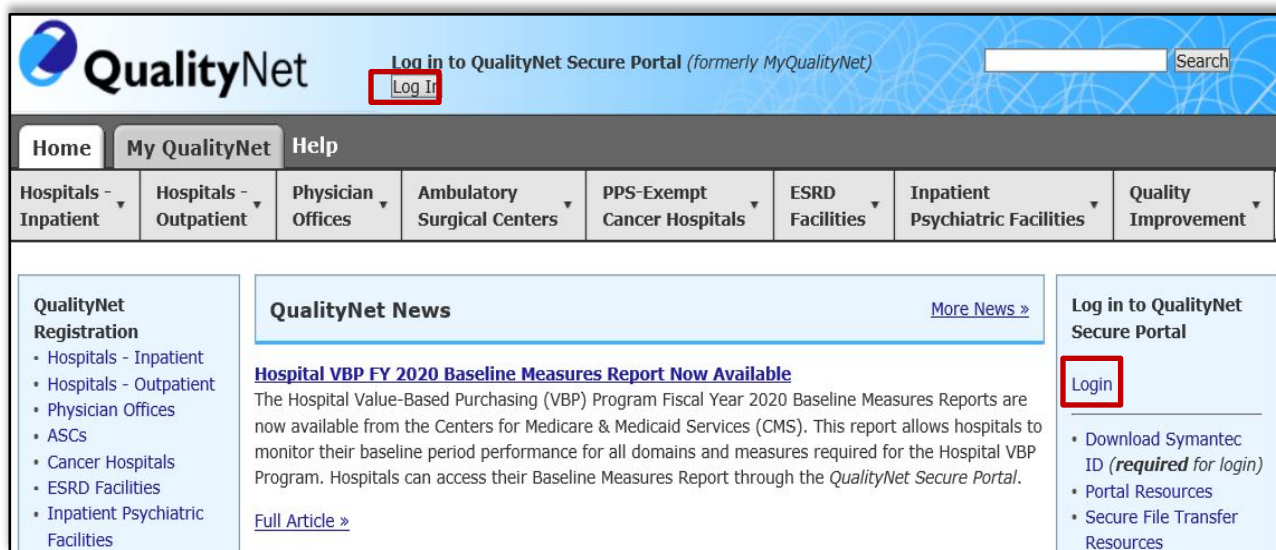 QualityNet
Log in to QualityNet Secure Portal (formerly MyQualityNet)
Log In
Search
Home
My QualityNet
Help
Hospitals -
Inpatient
Hospitals -
Outpatient
Physician
Offices
Ambulatory
Surgical Centers
PPS-Exempt
Cancer Hospitals
ESRD
Facilities
Inpatient
Psychiatric Facilities
Quality
Improvement
QualityNet
Registration
• Hospitals - Inpatient
• Hospitals - Outpatient
• Physician Offices
• ASCs
• Cancer Hospitals
• ESRD Facilities
• Inpatient Psychiatric
Facilities
QualityNet News
More News »
Hospital VBP FY 2020 Baseline Measures Report Now Available
The Hospital Value-Based Purchasing (VBP) Program Fiscal Year 2020 Baseline Measures Reports are
now available from the Centers for Medicare & Medicaid Services (CMS). This report allows hospitals to
monitor their baseline period performance for all domains and measures required for the Hospital VBP
Program. Hospitals can access their Baseline Measures Report through the QualityNet Secure Portal.
Full Article »
Log in to QualityNet
Secure Portal
Login
• Download Symantec
ID (required for login)
• Portal Resources
• Secure File Transfer
Resources